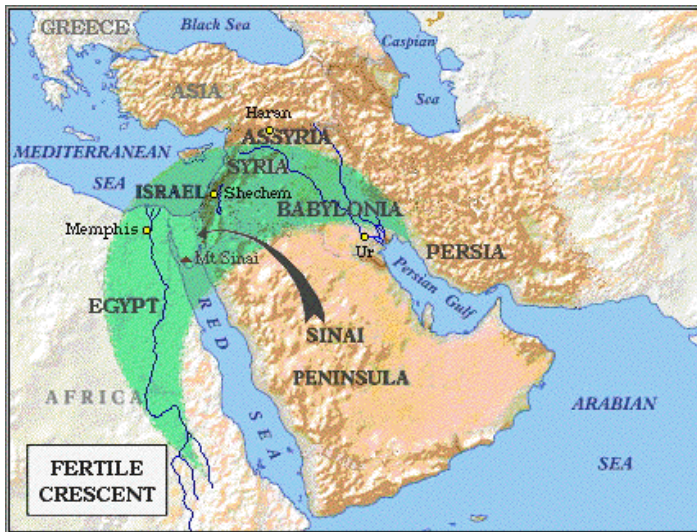 GREECE
Black Sea
Caspian
Sea
ASIA
Haran
ASSYRIA
MEDITERRANEAN
SEA
SYRIA
ISRAEL
Shechem
BABYLONIA
Memphis
Ur
PERSIA
Mt Sinai
Persian Gulf
EGYPT
RED
SEA
SINAI
PENINSULA
AFRICA
ARABIAN
SEA
FERTILE
CRESCENT